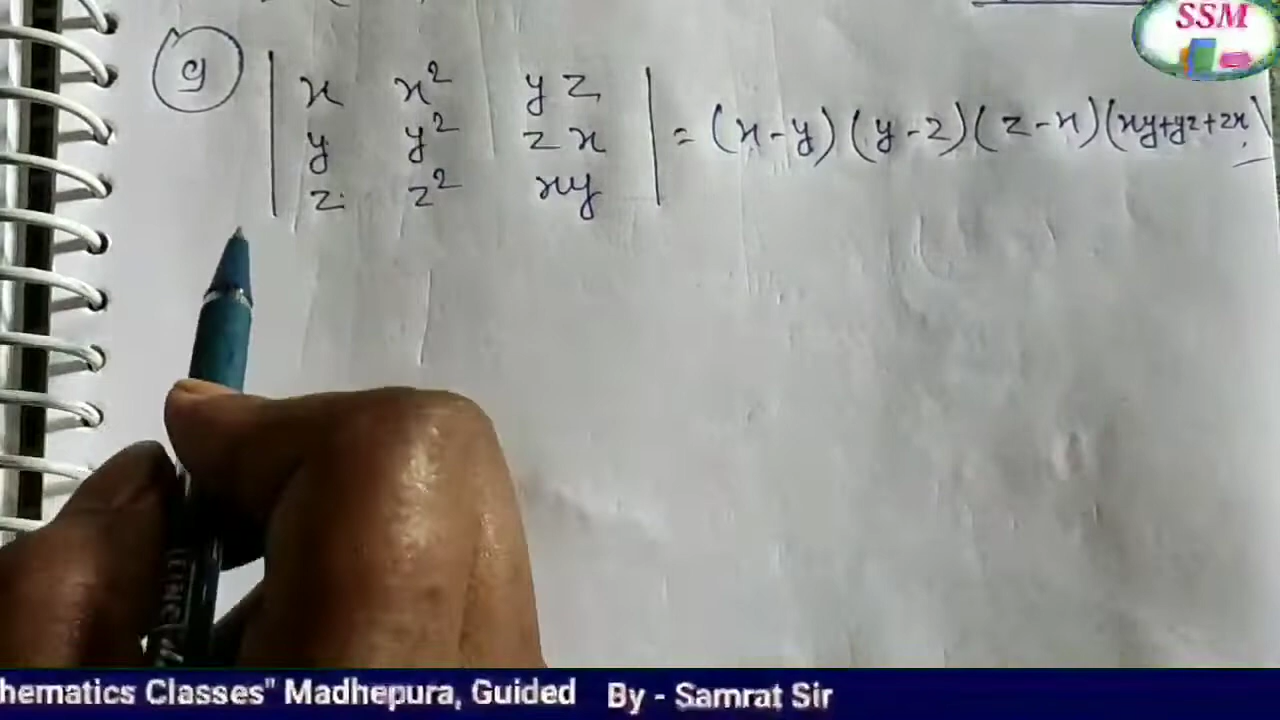 SSM
9 | x x² yz | = (x-y)(y-z)(z-x)(xy+yz+zx)
| y y² zx |
| z z² xy |
hematics Classes" Madhepura, Guided By - Samrat Sir